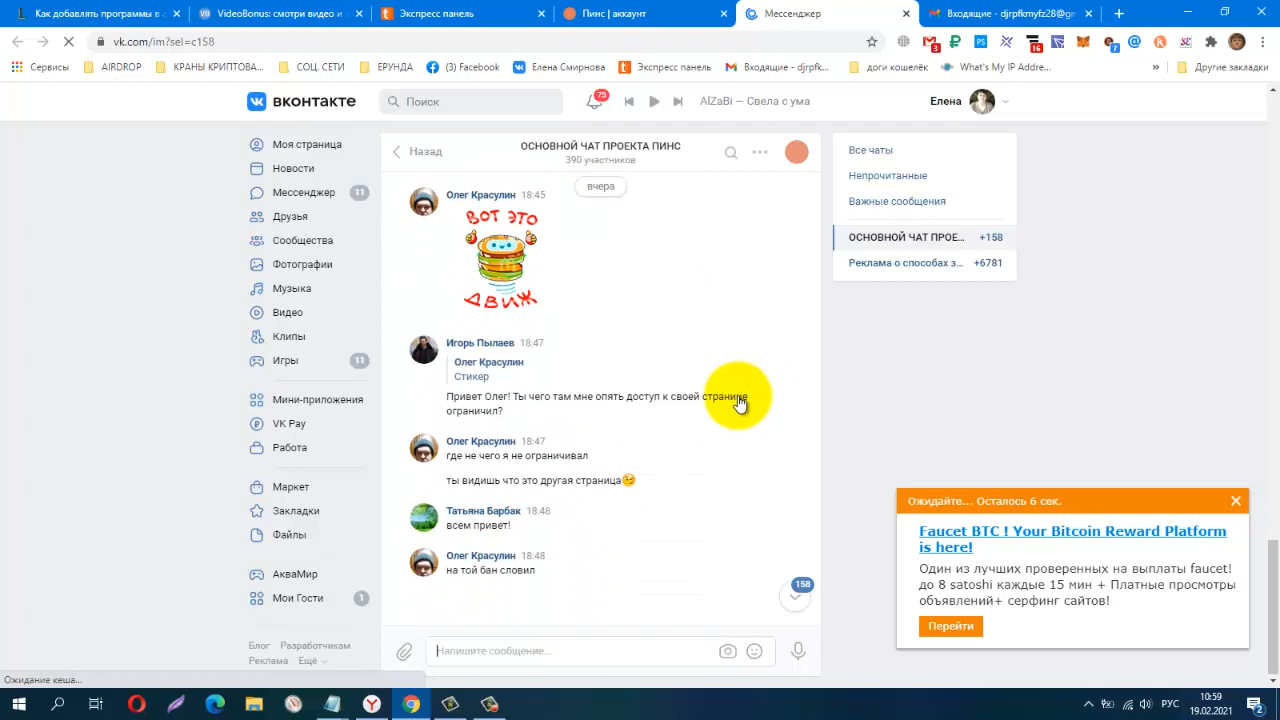 Как добавлять программы в
VideoBonus: смотри видео и
Экспресс панель
Пинс | аккаунт
Мессенджер
Входящие - djrpfkmyfz28@gm
vk.com/im?sel=c158
3
16
7
Сервисы
AIRDROP
КРАНЫ КРИПТОВА...
СОЦ. СЕТИ
ЕРУНДА
(3) Facebook
Елена Смирнова
Экспресс панель
Входящие - djrpfk...
доги кошелёк
What's My IP Addre...
»
Другие закладки
вконтакте
Поиск
75
AlZaBi — Свела с ума
Елена
Моя страница
Новости
Мессенджер 11
Друзья
Сообщества
Фотографии
Музыка
Видео
Клипы
Игры 11
Мини-приложения
VK Pay
Работа
Маркет
Закладки
Файлы
АкваМир
Мои Гости 1
Блог Разработчикам
Реклама Ещё
Назад
ОСНОВНОЙ ЧАТ ПРОЕКТА ПИНС
390 участников
вчера
Олег Красулин 18:45
ВОТ ЭТО
ДВИЖ
Игорь Пылаев 18:47
Олег Красулин
Стикер
Привет Олег! Ты чего там мне опять доступ к своей странице
ограничил?
Олег Красулин 18:47
где не чего я не ограничивал
ты видишь что это другая страница
Татьяна Барбак 18:48
всем привет!
Олег Красулин 18:48
на той бан словил
158
Напишите сообщение...
Все чаты
Непрочитанные
Важные сообщения
ОСНОВНОЙ ЧАТ ПРОЕ... +158
Реклама о способах з... +6781
Ожидайте... Осталось 6 сек.
Faucet BTC ! Your Bitcoin Reward Platform
is here!
Один из лучших проверенных на выплаты faucet!
до 8 satoshi каждые 15 мин + Платные просмотры
объявлений+ серфинг сайтов!
Перейти
Ожидание кеша...
РУС
10:59
19.02.2021
2